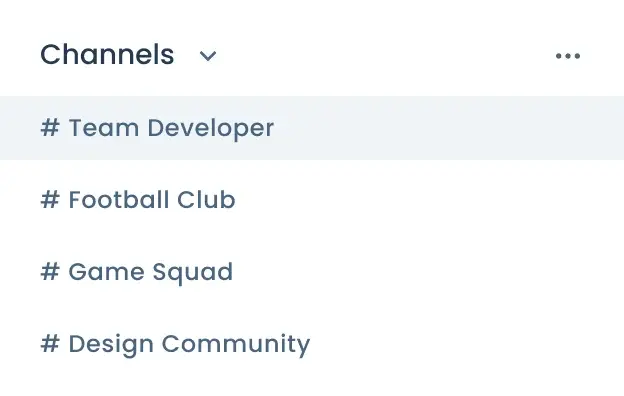 Channels
# Team Developer
# Football Club
# Game Squad
# Design Community